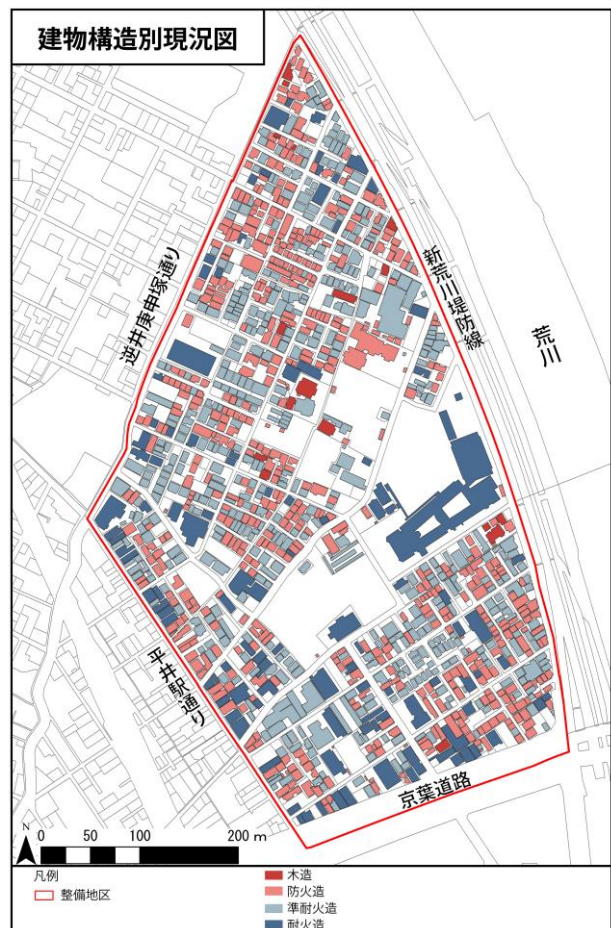 建物構造別現況図
逆井庚申塚通り
新荒川堤防線
荒川
平井駅通り
京葉道路
N
0 50 100 200 m
凡例
整備地区
木造
防火造
準耐火造
耐火造